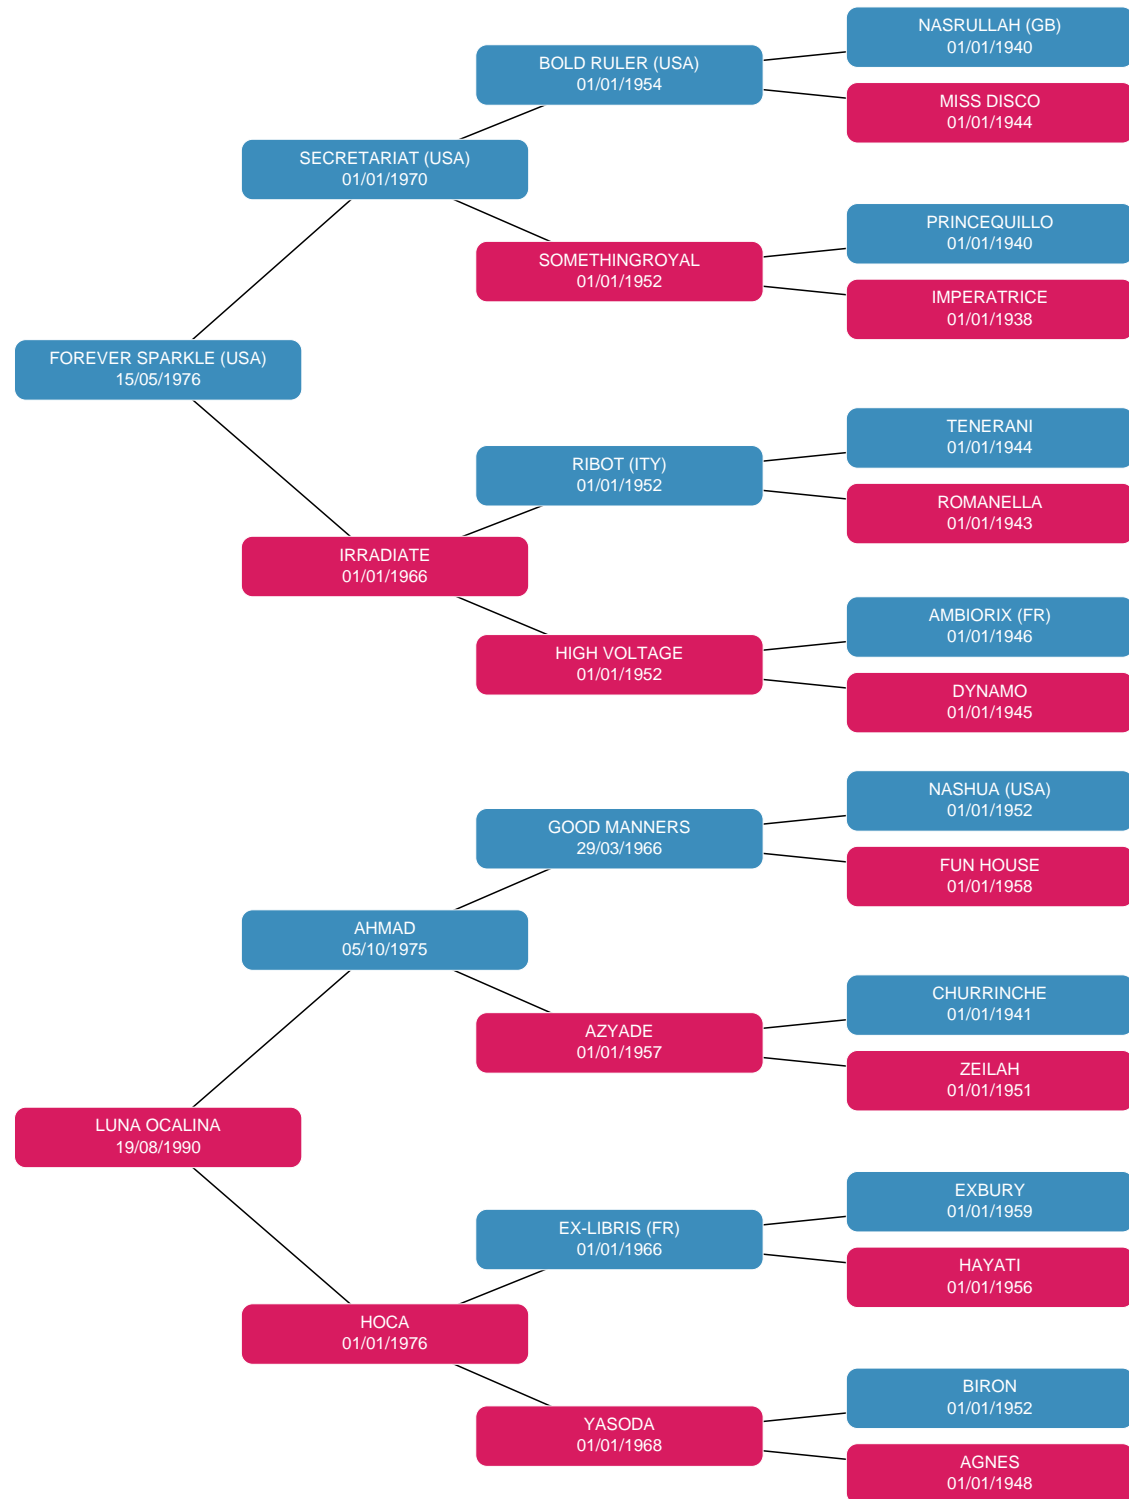 NASRULLAH (GB)
01/01/1940
BOLD RULER (USA)
01/01/1954
MISS DISCO
01/01/1944
SECRETARIAT (USA)
01/01/1970
PRINCEQUILLO
01/01/1940
SOMETHINGROYAL
01/01/1952
IMPERATRICE
01/01/1938
FOREVER SPARKLE (USA)
15/05/1976
TENERANI
01/01/1944
RIBOT (ITY)
01/01/1952
ROMANELLA
01/01/1943
IRRADIATE
01/01/1966
AMBIORIX (FR)
01/01/1946
HIGH VOLTAGE
01/01/1952
DYNAMO
01/01/1945
NASHUA (USA)
01/01/1952
GOOD MANNERS
29/03/1966
FUN HOUSE
01/01/1958
AHMAD
05/10/1975
CHURRINCHE
01/01/1941
AZYADE
01/01/1957
ZEILAH
01/01/1951
LUNA OCALINA
19/08/1990
EXBURY
01/01/1959
EX-LIBRIS (FR)
01/01/1966
HAYATI
01/01/1956
HOCA
01/01/1976
BIRON
01/01/1952
YASODA
01/01/1968
AGNES
01/01/1948